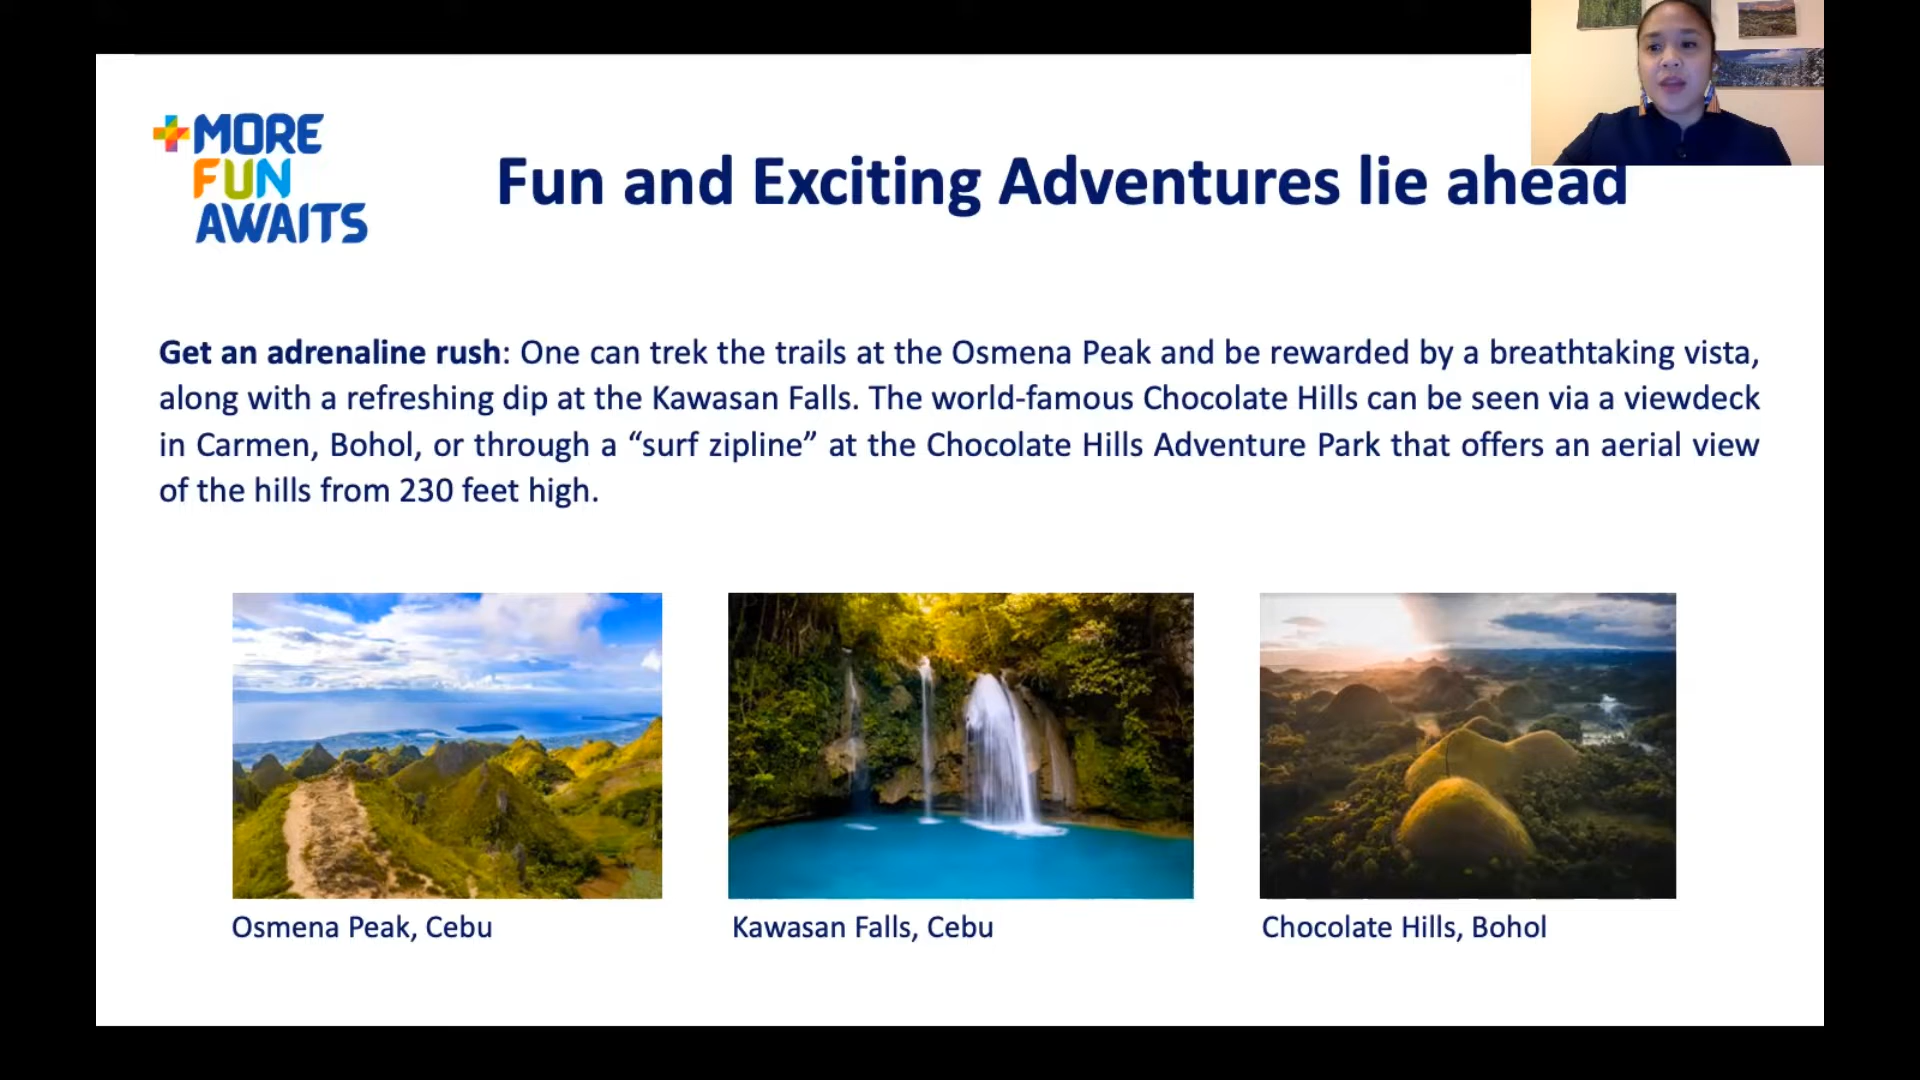 +MORE
FUN
AWAITS
Fun and Exciting Adventures lie ahead
Get an adrenaline rush: One can trek the trails at the Osmena Peak and be rewarded by a breathtaking vista,
along with a refreshing dip at the Kawasan Falls. The world-famous Chocolate Hills can be seen via a viewdeck
in Carmen, Bohol, or through a “surf zipline” at the Chocolate Hills Adventure Park that offers an aerial view
of the hills from 230 feet high.
Osmena Peak, Cebu
Kawasan Falls, Cebu
Chocolate Hills, Bohol